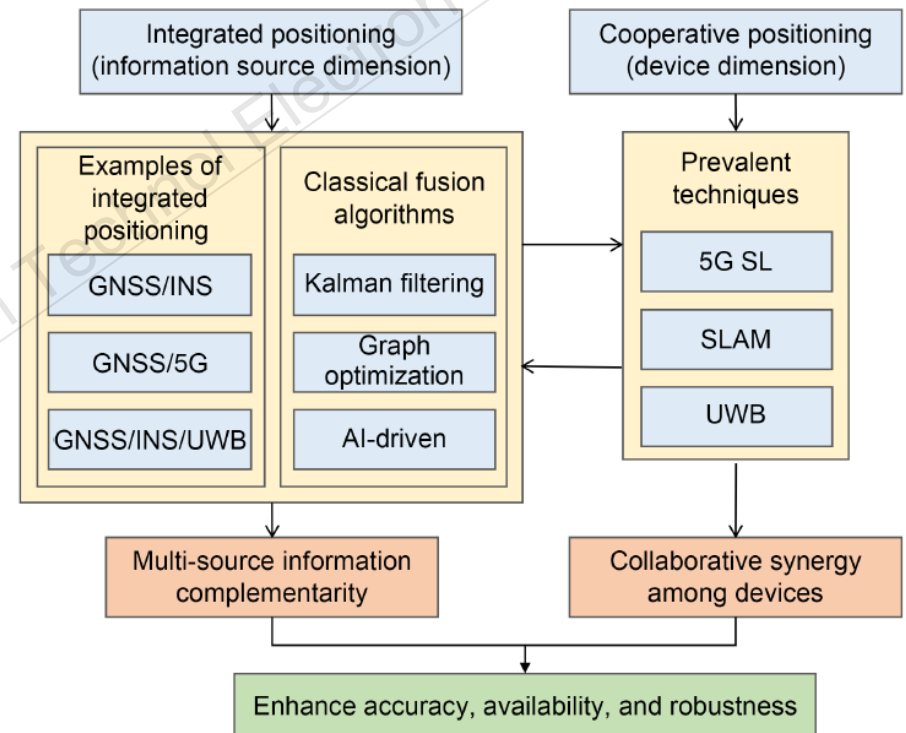 Integrated positioning
(information source dimension)
Cooperative positioning
(device dimension)
Examples of
integrated
positioning
GNSS/INS
GNSS/5G
GNSS/INS/UWB
Classical fusion
algorithms
Kalman filtering
Graph
optimization
AI-driven
Prevalent
techniques
5G SL
SLAM
UWB
Multi-source information
complementarity
Collaborative synergy
among devices
Enhance accuracy, availability, and robustness
Technol Electron